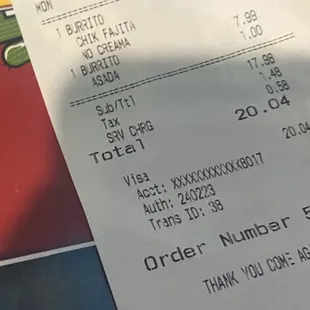 MON
1 BURRITO
CHIK FAJITA 7.99
NO CREAMA 1.00
1 BURRITO
ASADA
Sub/Ttl 17.98
Tax 1.48
SRV CHRG 0.58
Total 20.04
Visa 20.04
Acct: XXXXXXXXXXXX8017
Auth: 240223
Trans ID: 38
Order Number 5
THANK YOU COME AG